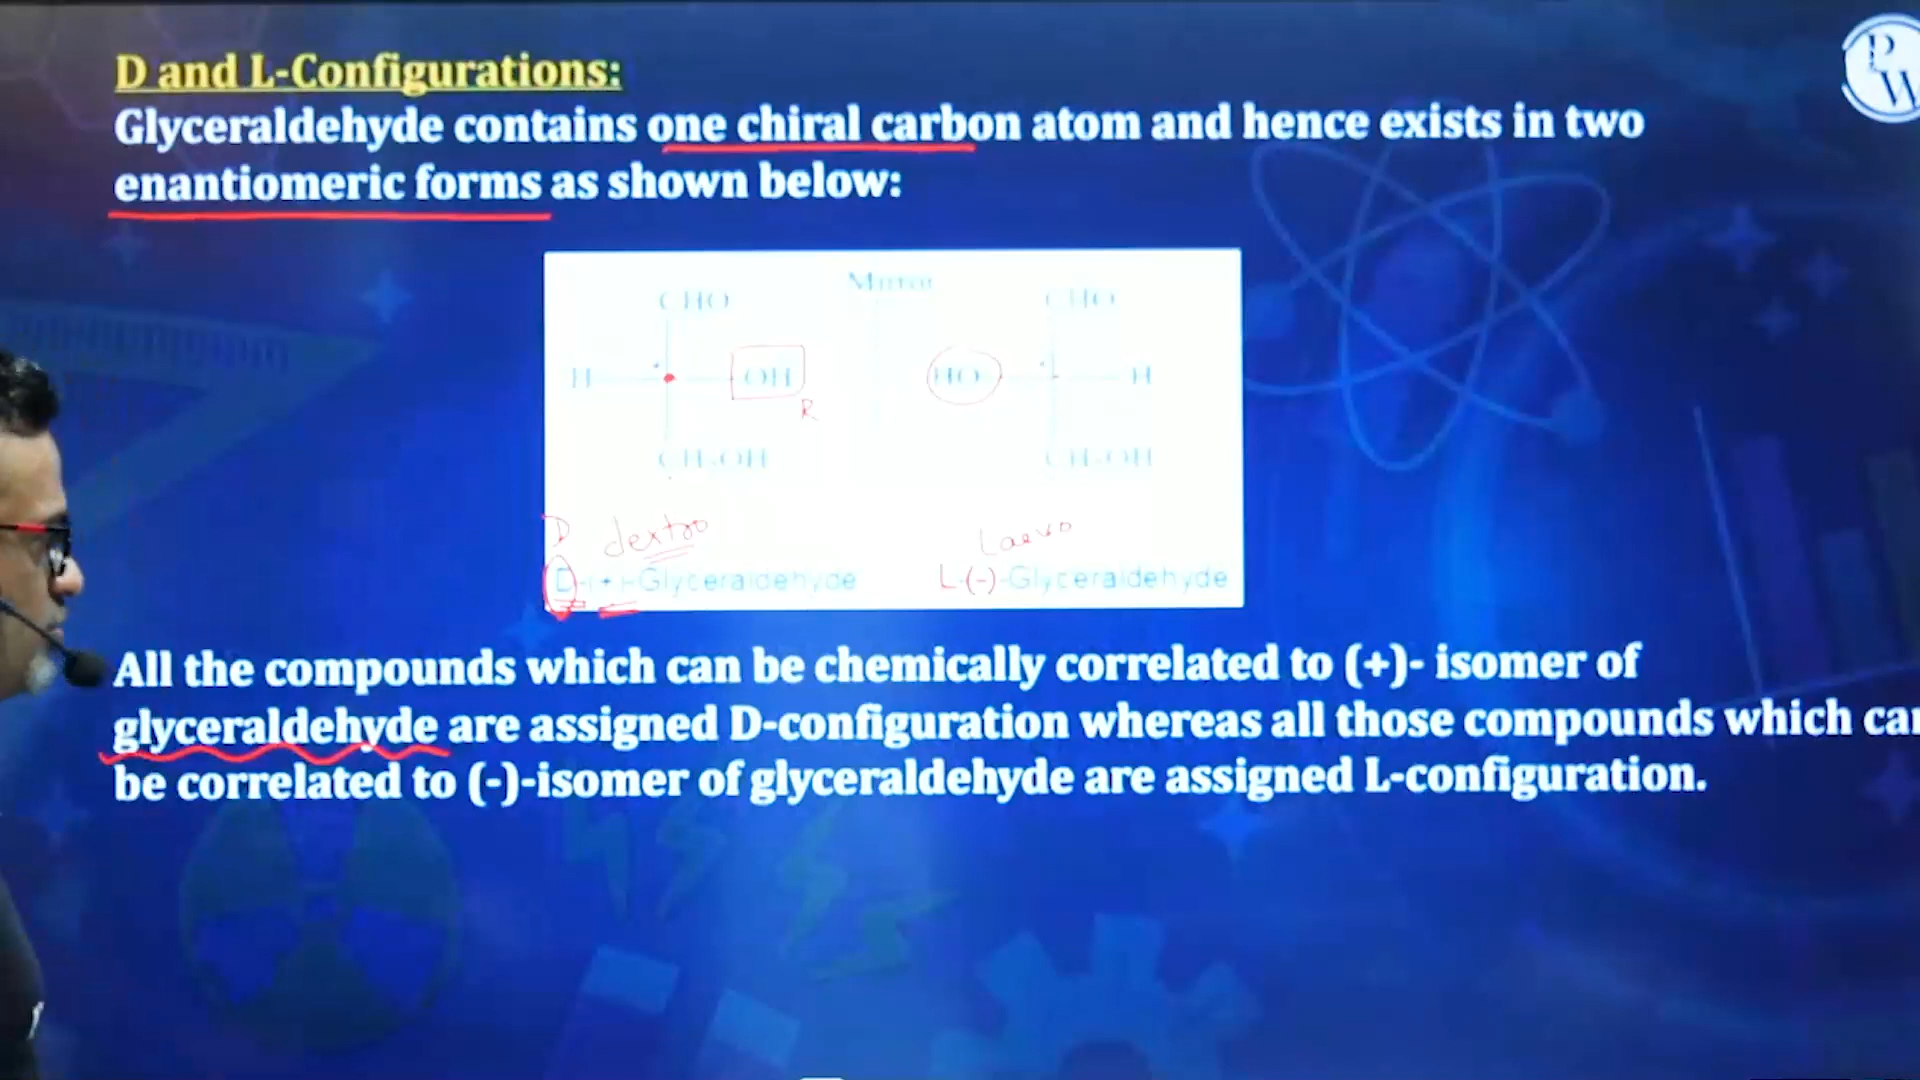 D and L-Configurations:
Glyceraldehyde contains one chiral carbon atom and hence exists in two
enantiomeric forms as shown below:
PW
Mirror
CHO CHO
H OH HO H
R
CH₂OH CH₂OH
D dextro Laevo
D-(+)-Glyceraldehyde L-(-)-Glyceraldehyde
All the compounds which can be chemically correlated to (+)- isomer of
glyceraldehyde are assigned D-configuration whereas all those compounds which
be correlated to (-)-isomer of glyceraldehyde are assigned L-configuration.